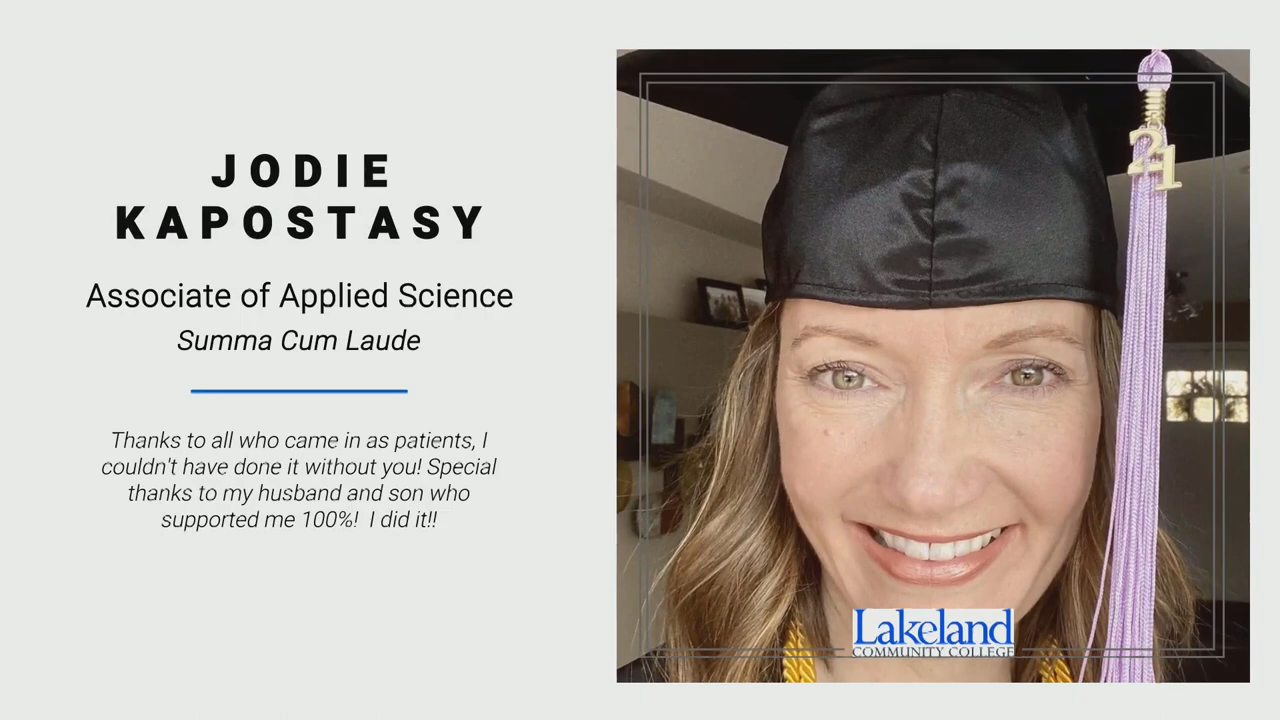 JODIE
KAPOSTASY
Associate of Applied Science
Summa Cum Laude
Thanks to all who came in as patients, I
couldn't have done it without you! Special
thanks to my husband and son who
supported me 100%!  I did it!!
21
Lakeland
COMMUNITY COLLEGE